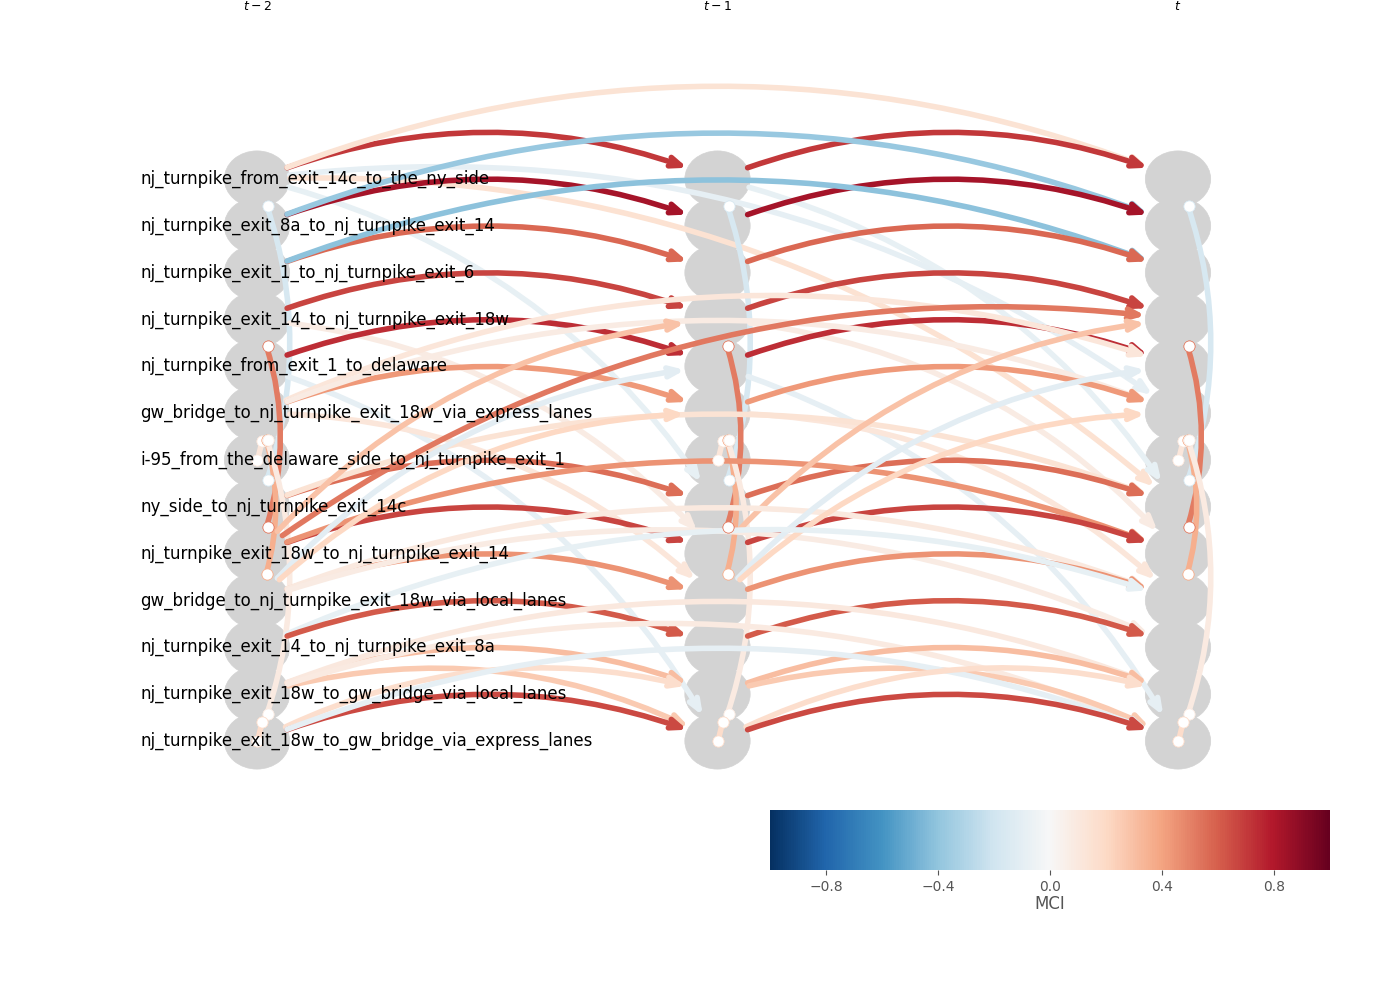 t − 2 t − 1 t
nj_turnpike_from_exit_14c_to_the_ny_side
nj_turnpike_exit_8a_to_nj_turnpike_exit_14
nj_turnpike_exit_1_to_nj_turnpike_exit_6
nj_turnpike_exit_14_to_nj_turnpike_exit_18w
nj_turnpike_from_exit_1_to_delaware
gw_bridge_to_nj_turnpike_exit_18w_via_express_lanes
i-95_from_the_delaware_side_to_nj_turnpike_exit_1
ny_side_to_nj_turnpike_exit_14c
nj_turnpike_exit_18w_to_nj_turnpike_exit_14
gw_bridge_to_nj_turnpike_exit_18w_via_local_lanes
nj_turnpike_exit_14_to_nj_turnpike_exit_8a
nj_turnpike_exit_18w_to_gw_bridge_via_local_lanes
nj_turnpike_exit_18w_to_gw_bridge_via_express_lanes
−0.8 −0.4 0.0 0.4 0.8
MCI